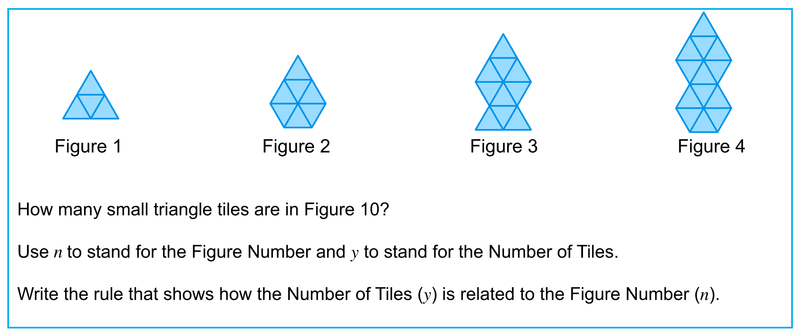 Figure 1
Figure 2
Figure 3
Figure 4
How many small triangle tiles are in Figure 10?
Use n to stand for the Figure Number and y to stand for the Number of Tiles.
Write the rule that shows how the Number of Tiles (y) is related to the Figure Number (n).